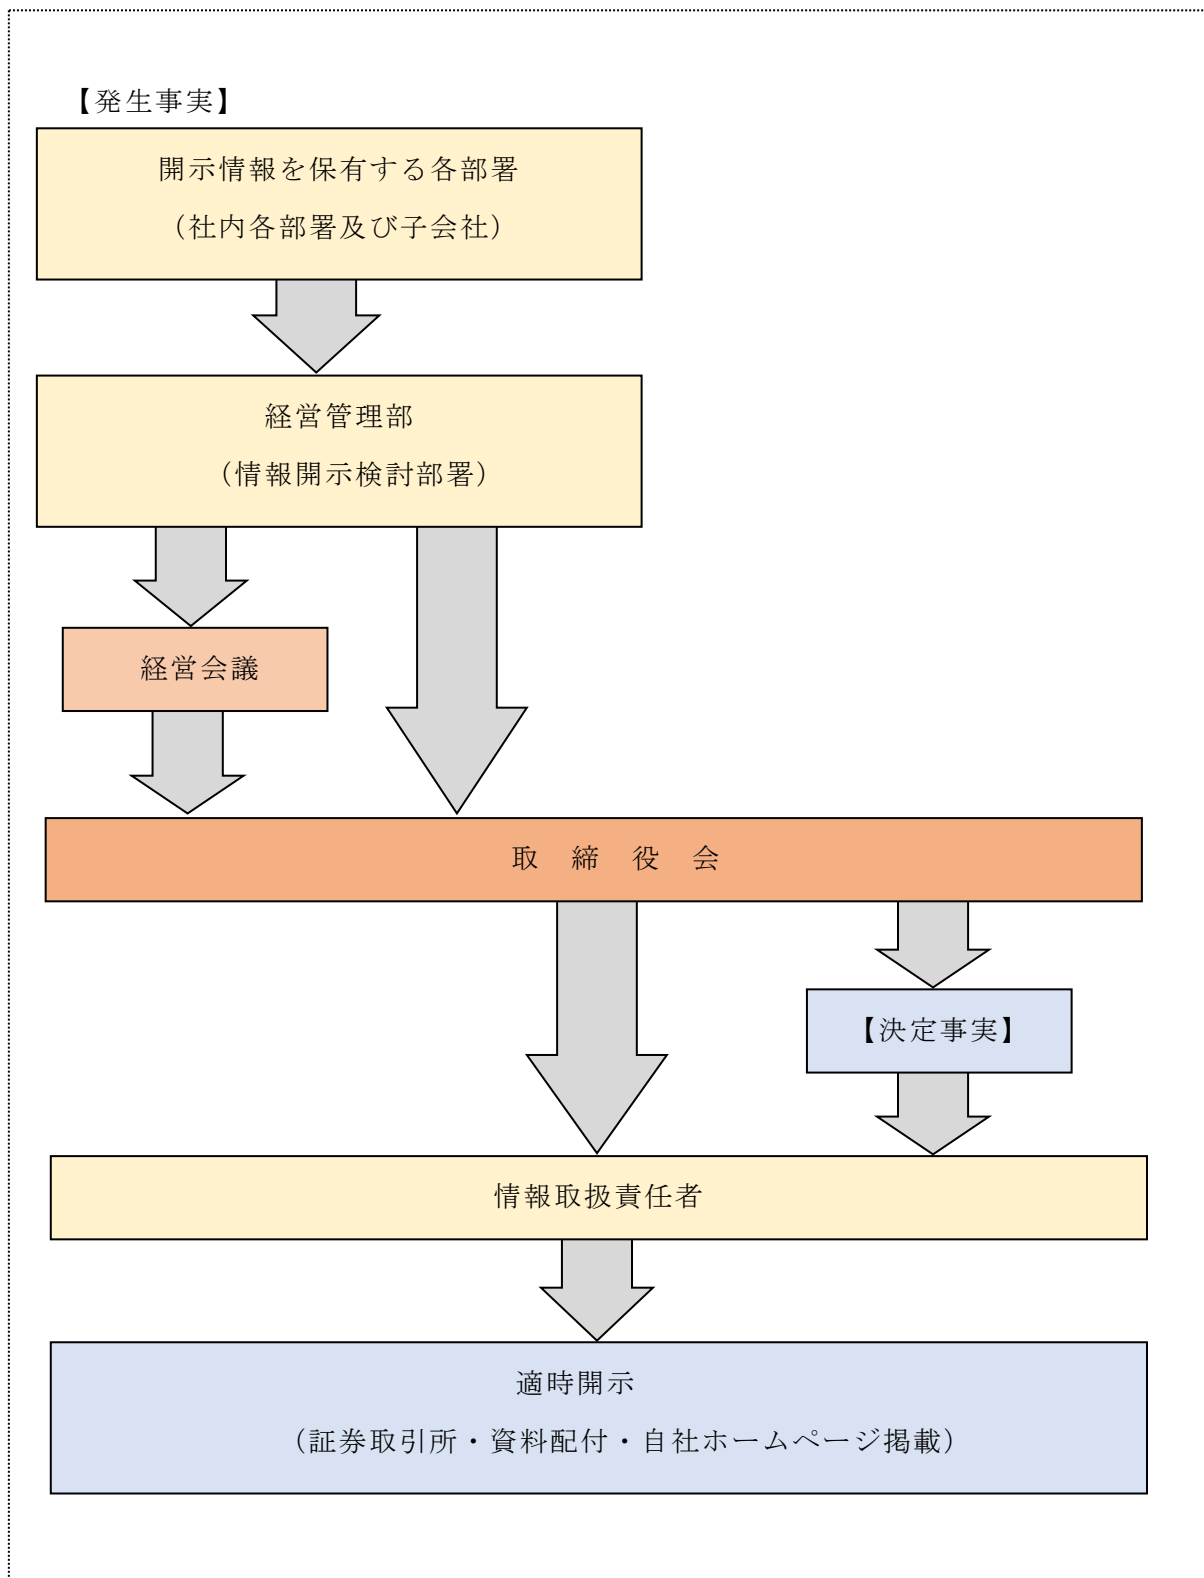 【発生事実】
開示情報を保有する各部署
（社内各部署及び子会社）
経営管理部
（情報開示検討部署）
経営会議
取　締　役　会
【決定事実】
情報取扱責任者
適時開示
（証券取引所・資料配付・自社ホームページ掲載）